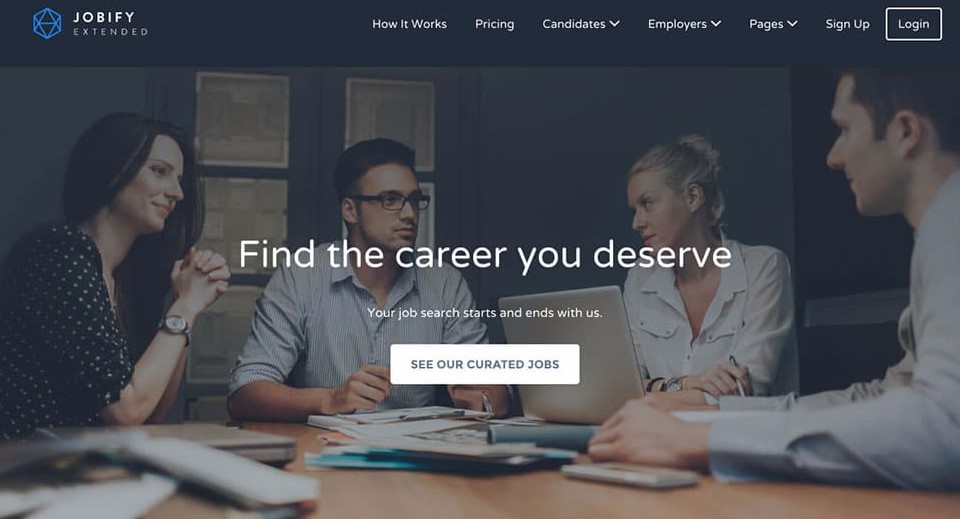 JOBIFY
EXTENDED
How It Works Pricing Candidates Employers Pages Sign Up Login
Find the career you deserve
Your job search starts and ends with us.
SEE OUR CURATED JOBS